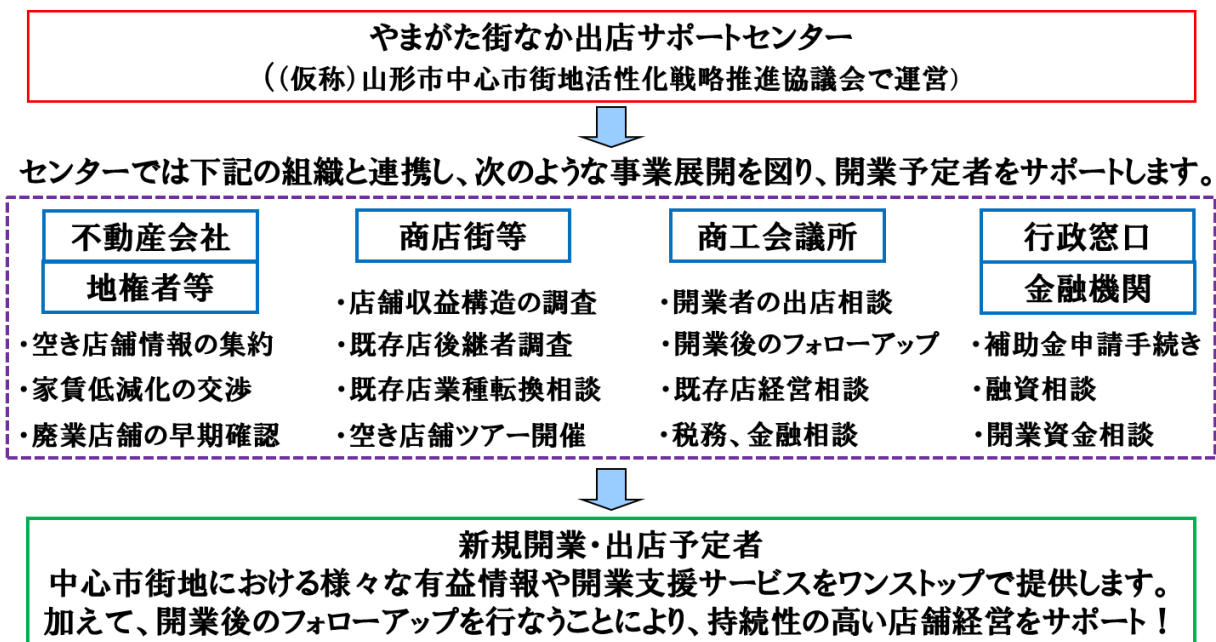 やまがた街なか出店サポートセンター
((仮称)山形市中心市街地活性化戦略推進協議会で運営)
センターでは下記の組織と連携し、次のような事業展開を図り、開業予定者をサポートします。
不動産会社
地権者等
・空き店舗情報の集約
・家賃低減化の交渉
・廃業店舗の早期確認
商店街等
・店舗収益構造の調査
・既存店後継者調査
・既存店業種転換相談
・空き店舗ツアー開催
商工会議所
・開業者の出店相談
・開業後のフォローアップ
・既存店経営相談
・税務、金融相談
行政窓口
金融機関
・補助金申請手続き
・融資相談
・開業資金相談
新規開業・出店予定者
中心市街地における様々な有益情報や開業支援サービスをワンストップで提供します。
加えて、開業後のフォローアップを行なうことにより、持続性の高い店舗経営をサポート！